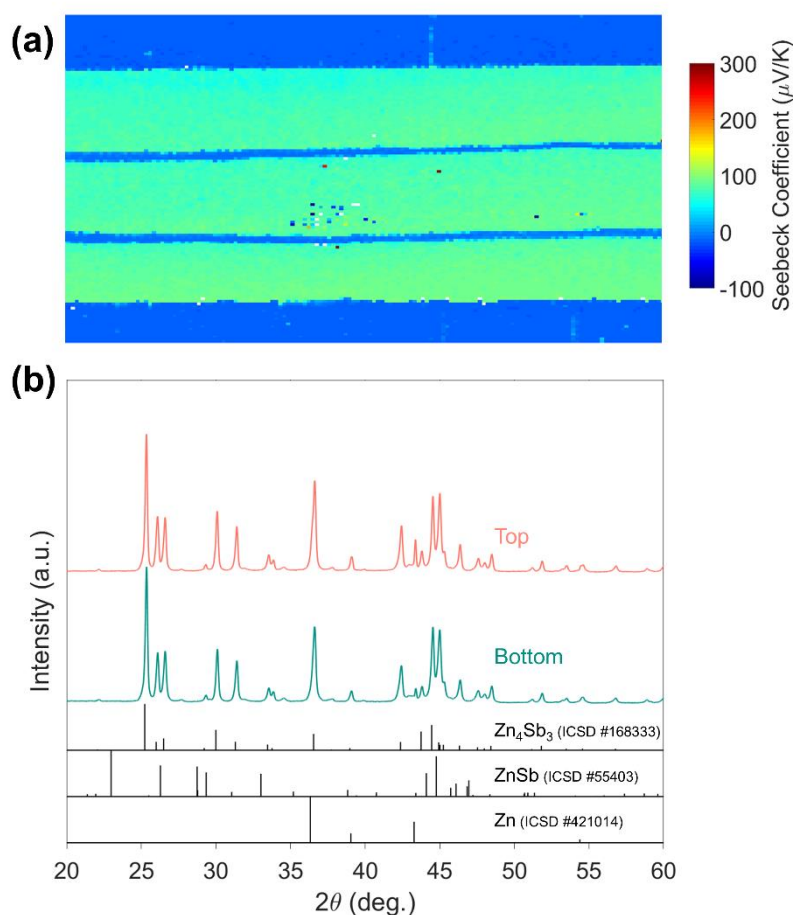 (a)
300
200
100
0
-100
Seebeck Coefficient (μV/K)
(b)
Intensity (a.u.)
Top
Bottom
Zn₄Sb₃ (ICSD #168333)
ZnSb (ICSD #55403)
Zn (ICSD #421014)
20 25 30 35 40 45 50 55 60
2θ (deg.)